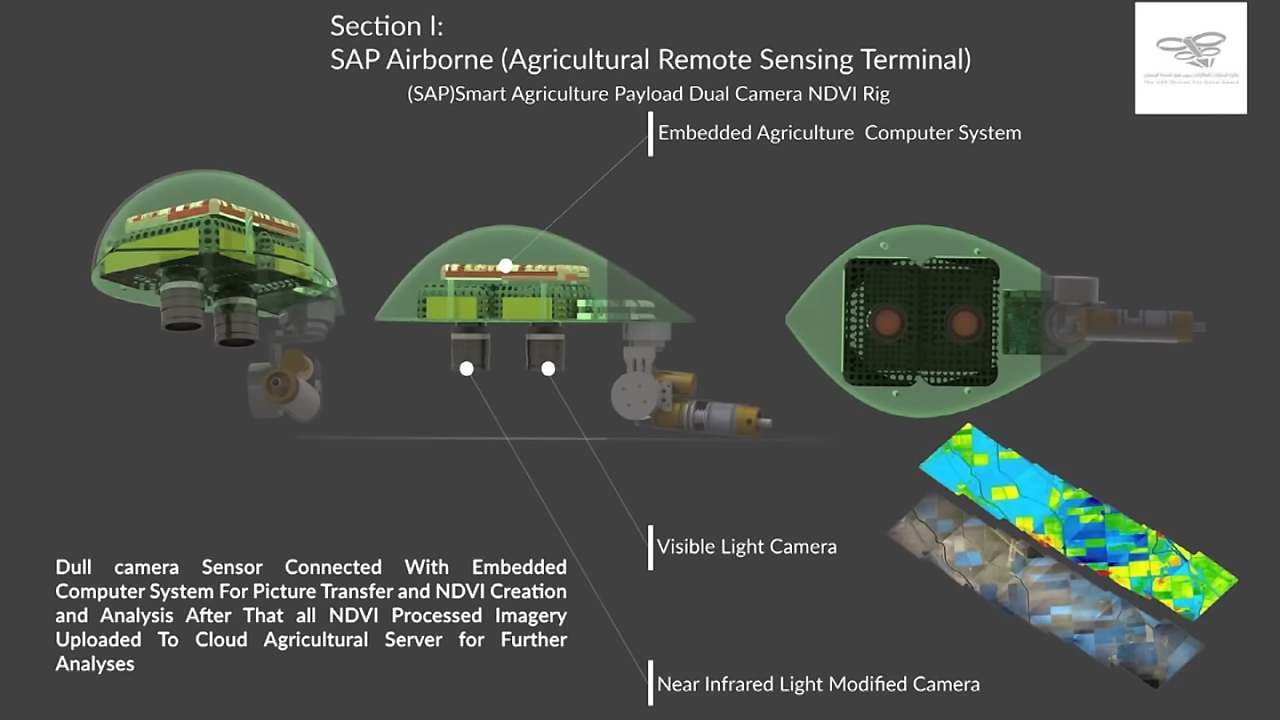 Section I:
SAP Airborne (Agricultural Remote Sensing Terminal)
(SAP)Smart Agriculture Payload Dual Camera NDVI Rig
Embedded Agriculture Computer System
Visible Light Camera
Dull camera Sensor Connected With Embedded
Computer System For Picture Transfer and NDVI Creation
and Analysis After That all NDVI Processed Imagery
Uploaded To Cloud Agricultural Server for Further
Analyses
Near Infrared Light Modified Camera